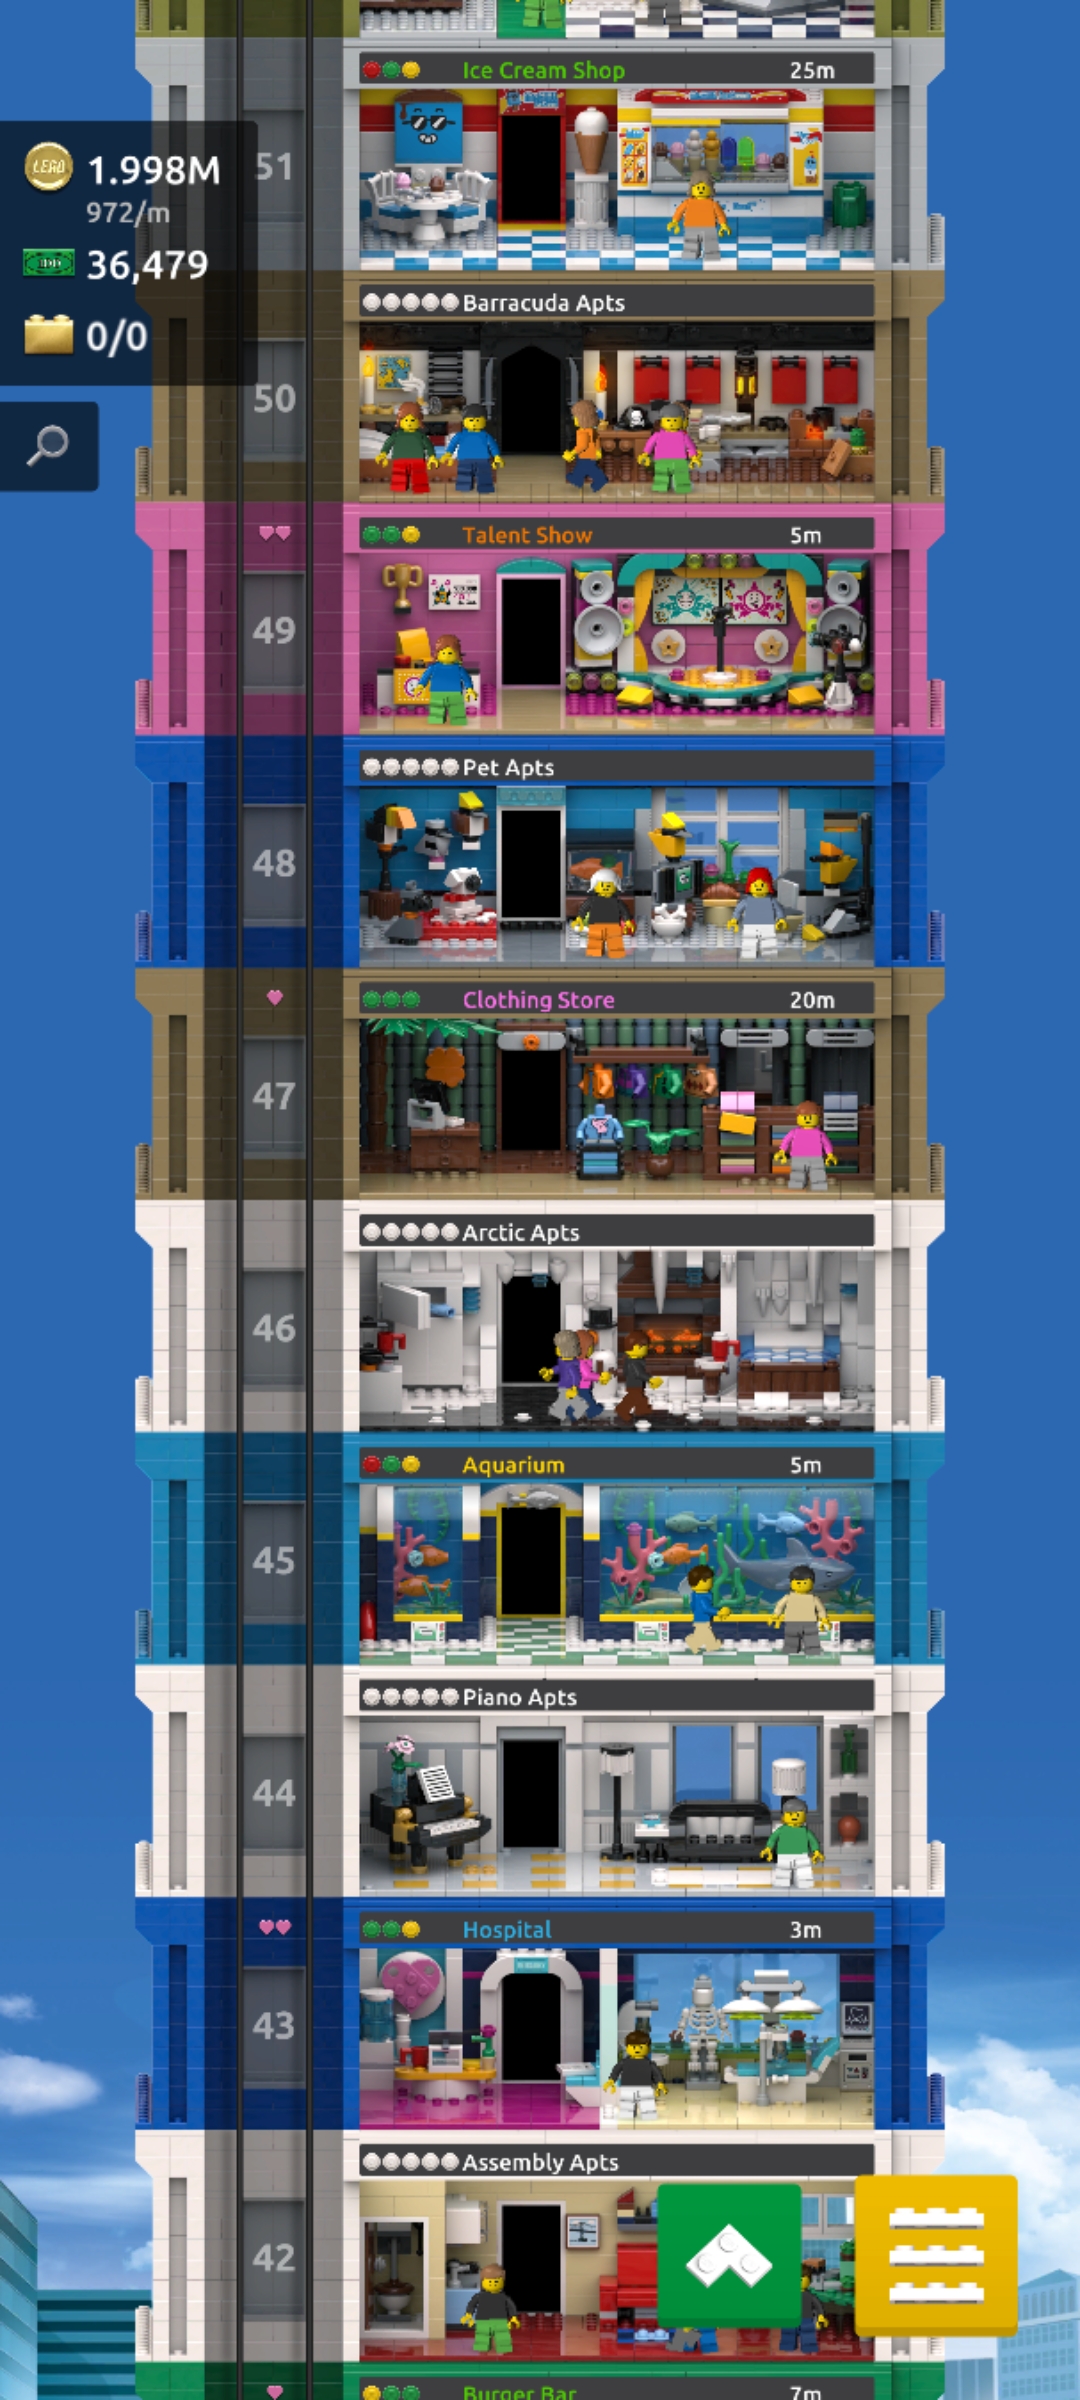 Ice Cream Shop 25m
51
LEGO 1.998M
972/m
36,479
0/0
Barracuda Apts
50
Talent Show 5m
49
Pet Apts
48
Clothing Store 20m
47
Arctic Apts
46
Aquarium 5m
45
Piano Apts
44
Hospital 3m
43
Assembly Apts
42
Burger Bar 7m